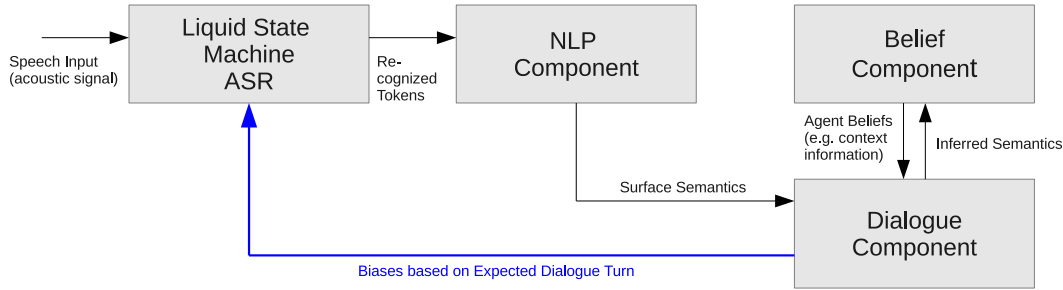 Liquid State
Machine
ASR
NLP
Component
Belief
Component
Speech Input
(acoustic signal)
Re-
cognized
Tokens
Agent Beliefs
(e.g. context
information)
Inferred Semantics
Surface Semantics
Dialogue
Component
Biases based on Expected Dialogue Turn